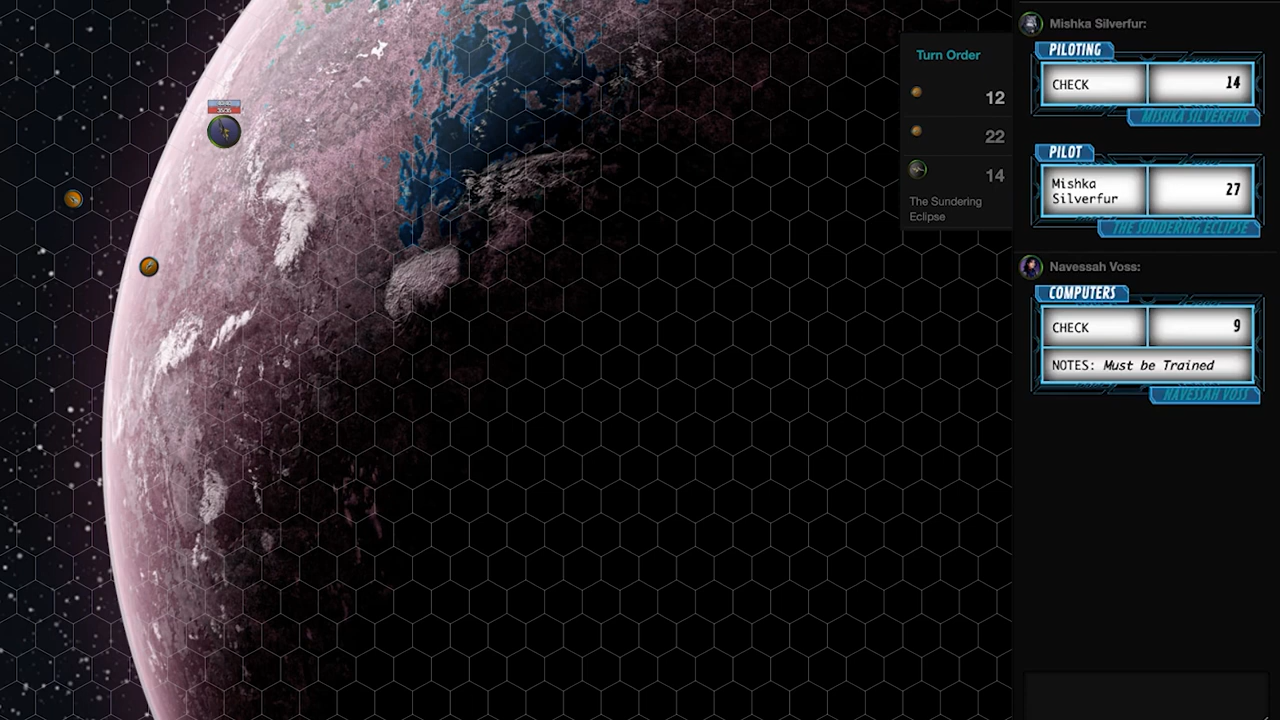 Turn Order
12
22
14
The Sundering
Eclipse
Mishka Silverfur:
PILOTING
CHECK
14
MISHKA SILVERFUR
PILOT
Mishka
Silverfur
27
THE SUNDERING ECLIPSE
Navessah Voss:
COMPUTERS
CHECK
9
NOTES: Must be Trained
NAVESSAH VOSS